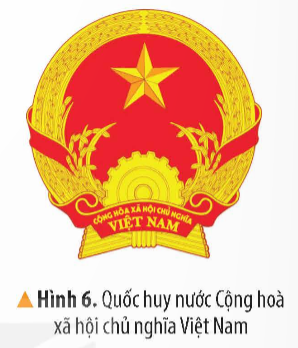 CỘNG HÒA XÃ HỘI CHỦ NGHĨA
VIỆT NAM
▲ Hình 6. Quốc huy nước Cộng hoà
xã hội chủ nghĩa Việt Nam